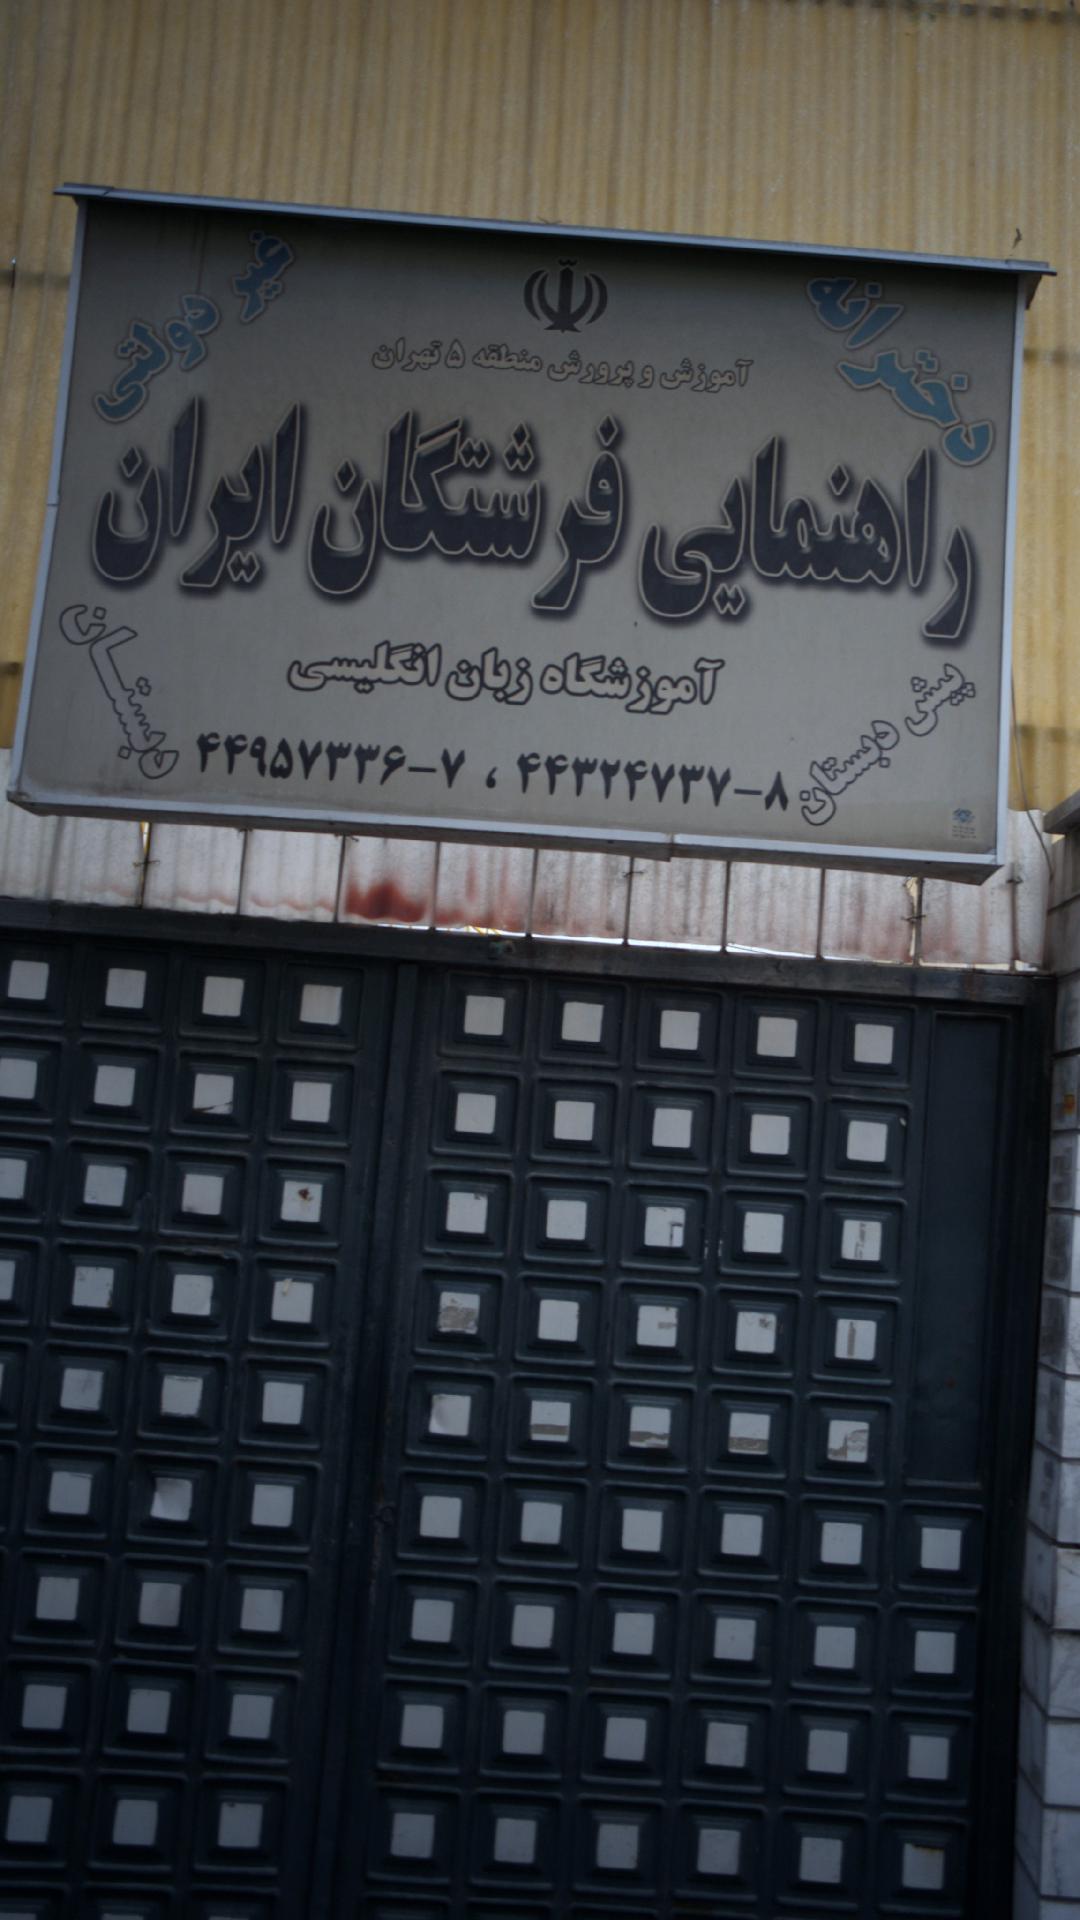 دخترانه
غیر دولتی
آموزش و پرورش منطقه ۵ تهران
راهنمایی فرشتگان ایران
آموزشگاه زبان انگلیسی
پیش دبستان
دبستان
۴۴۹۵۷۳۳۶-۷ ، ۴۴۳۲۴۷۳۷-۸